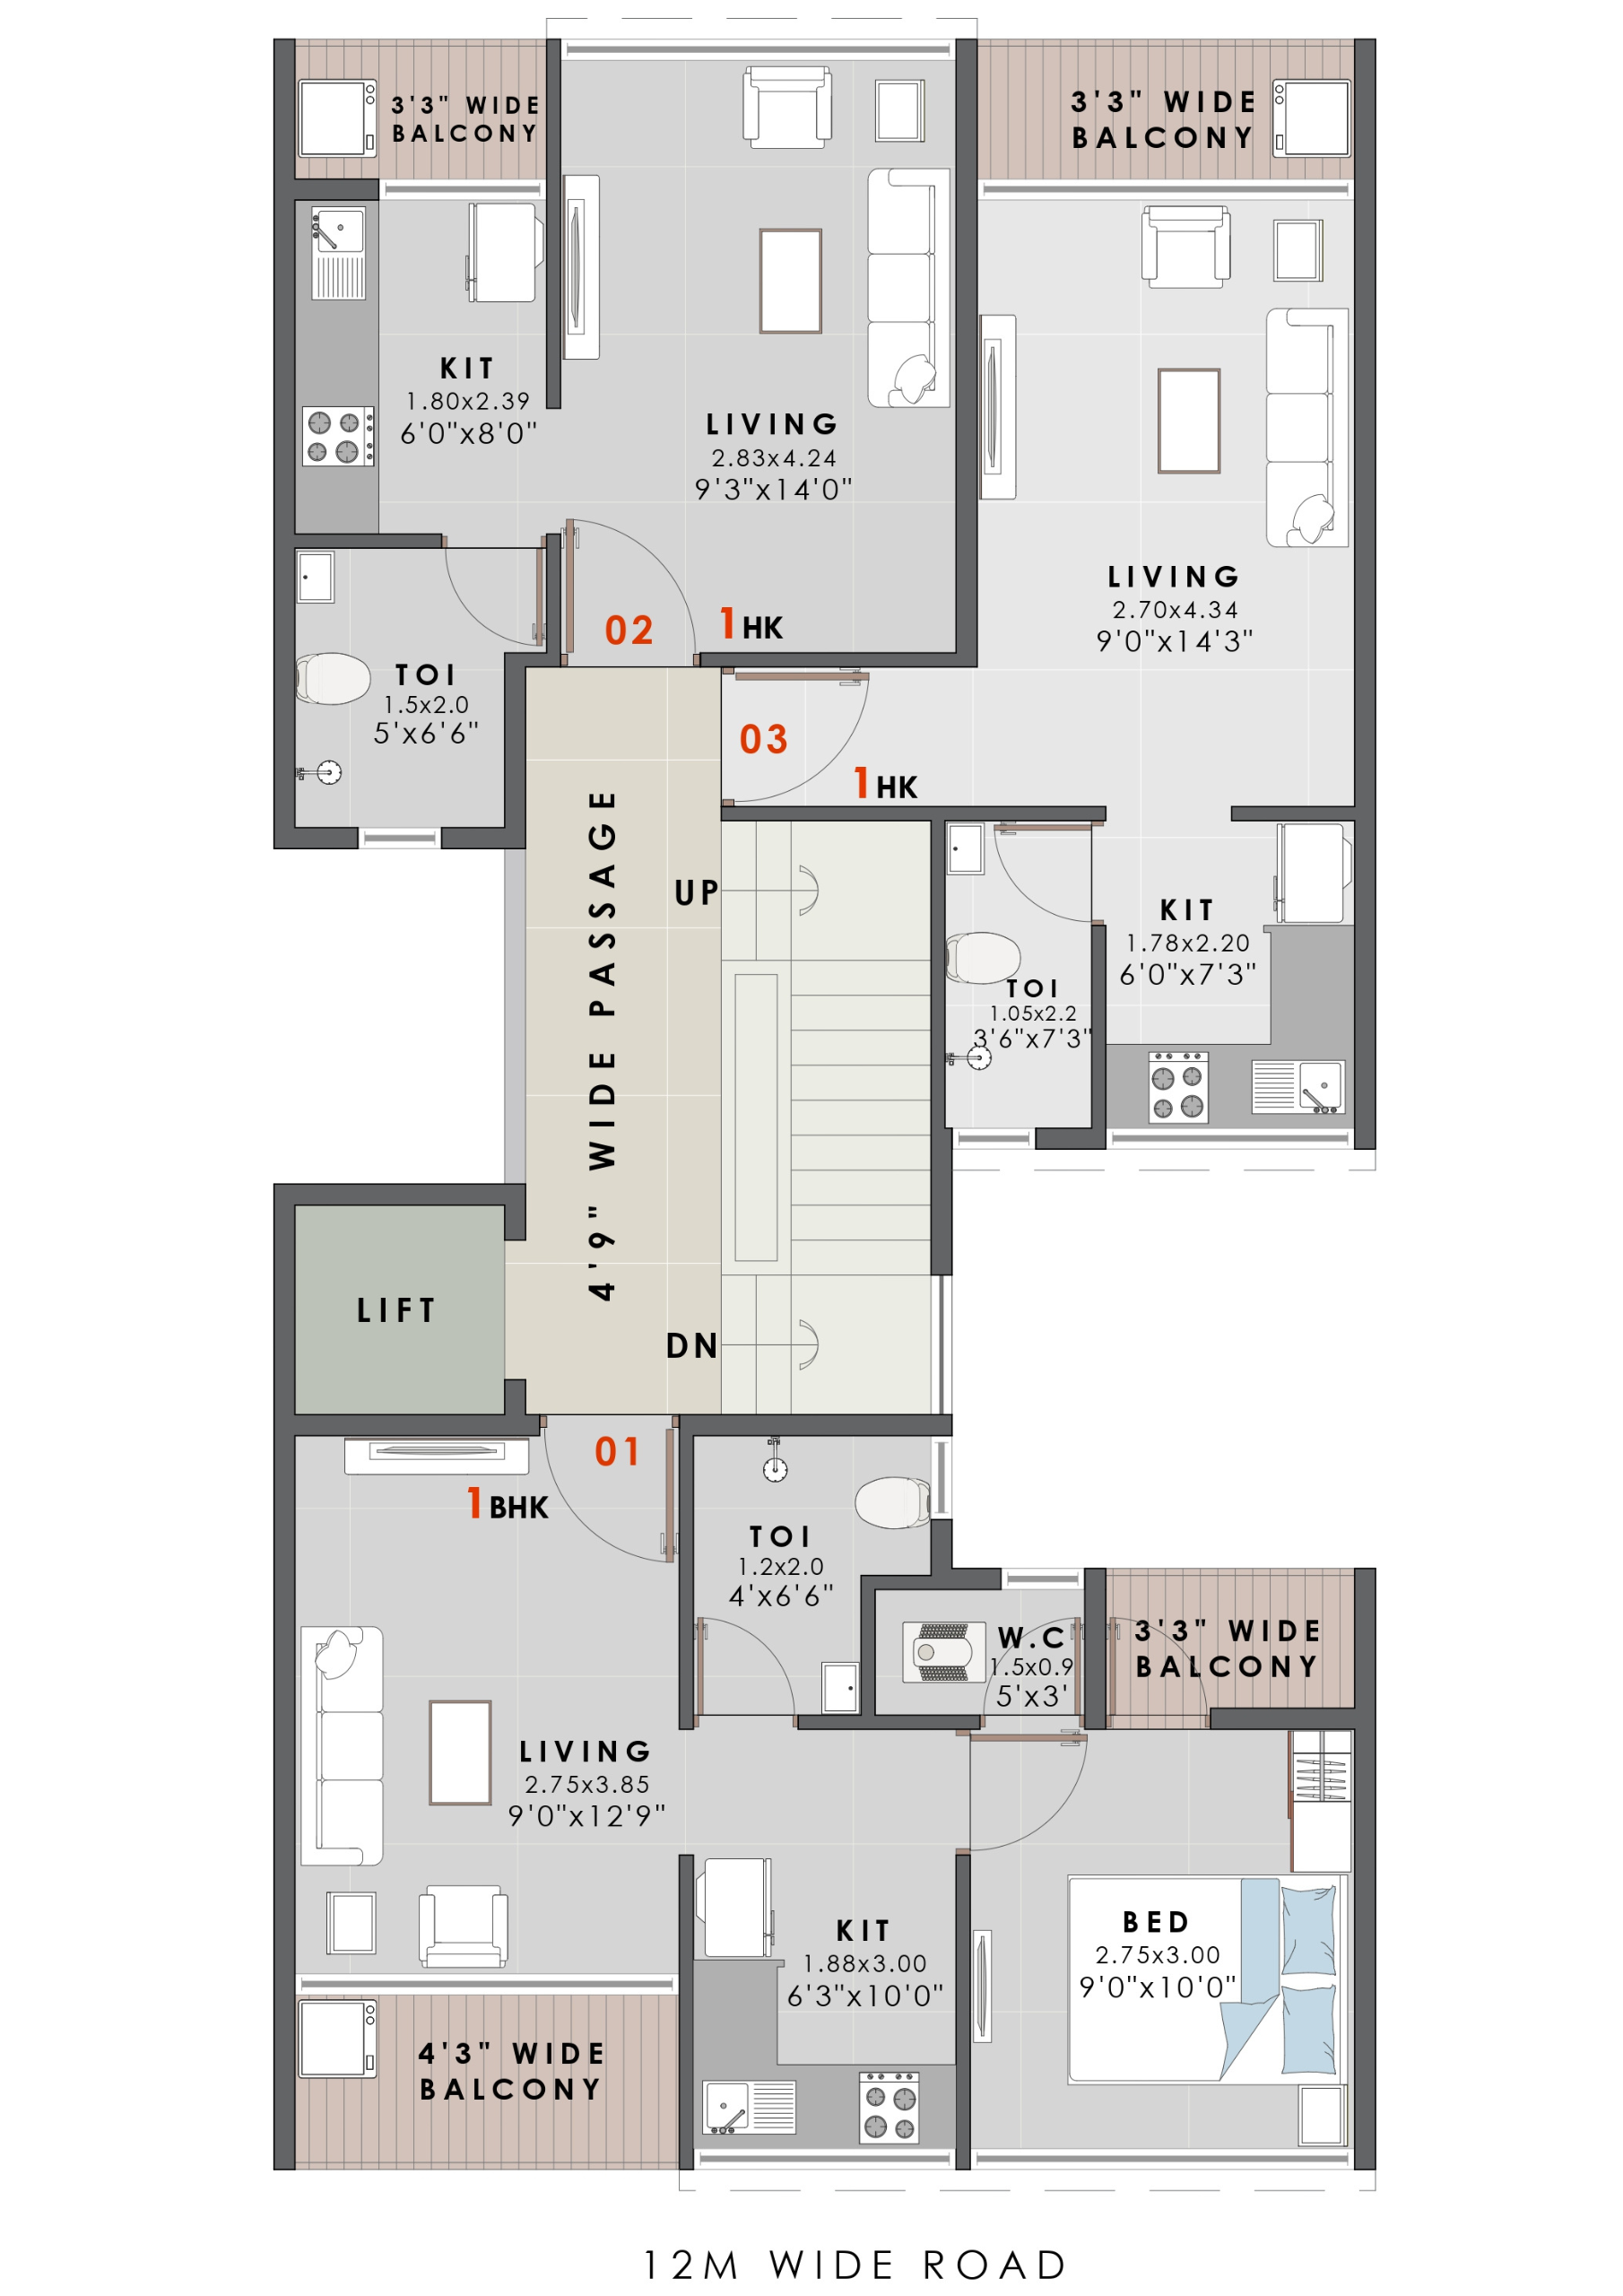 3'3" WIDE
BALCONY
3'3" WIDE
BALCONY
KIT
1.80x2.39
6'0"x8'0"
LIVING
2.83x4.24
9'3"x14'0"
LIVING
2.70x4.34
9'0"x14'3"
02
1HK
TOI
1.5x2.0
5'x6'6"
03
1HK
4'9" WIDE PASSAGE
UP
KIT
1.78x2.20
6'0"x7'3"
TOI
1.05x2.2
3'6"x7'3"
LIFT
DN
01
1BHK
TOI
1.2x2.0
4'x6'6"
W.C
1.5x0.9
5'x3'
3'3" WIDE
BALCONY
LIVING
2.75x3.85
9'0"x12'9"
KIT
1.88x3.00
6'3"x10'0"
BED
2.75x3.00
9'0"x10'0"
4'3" WIDE
BALCONY
12M WIDE ROAD